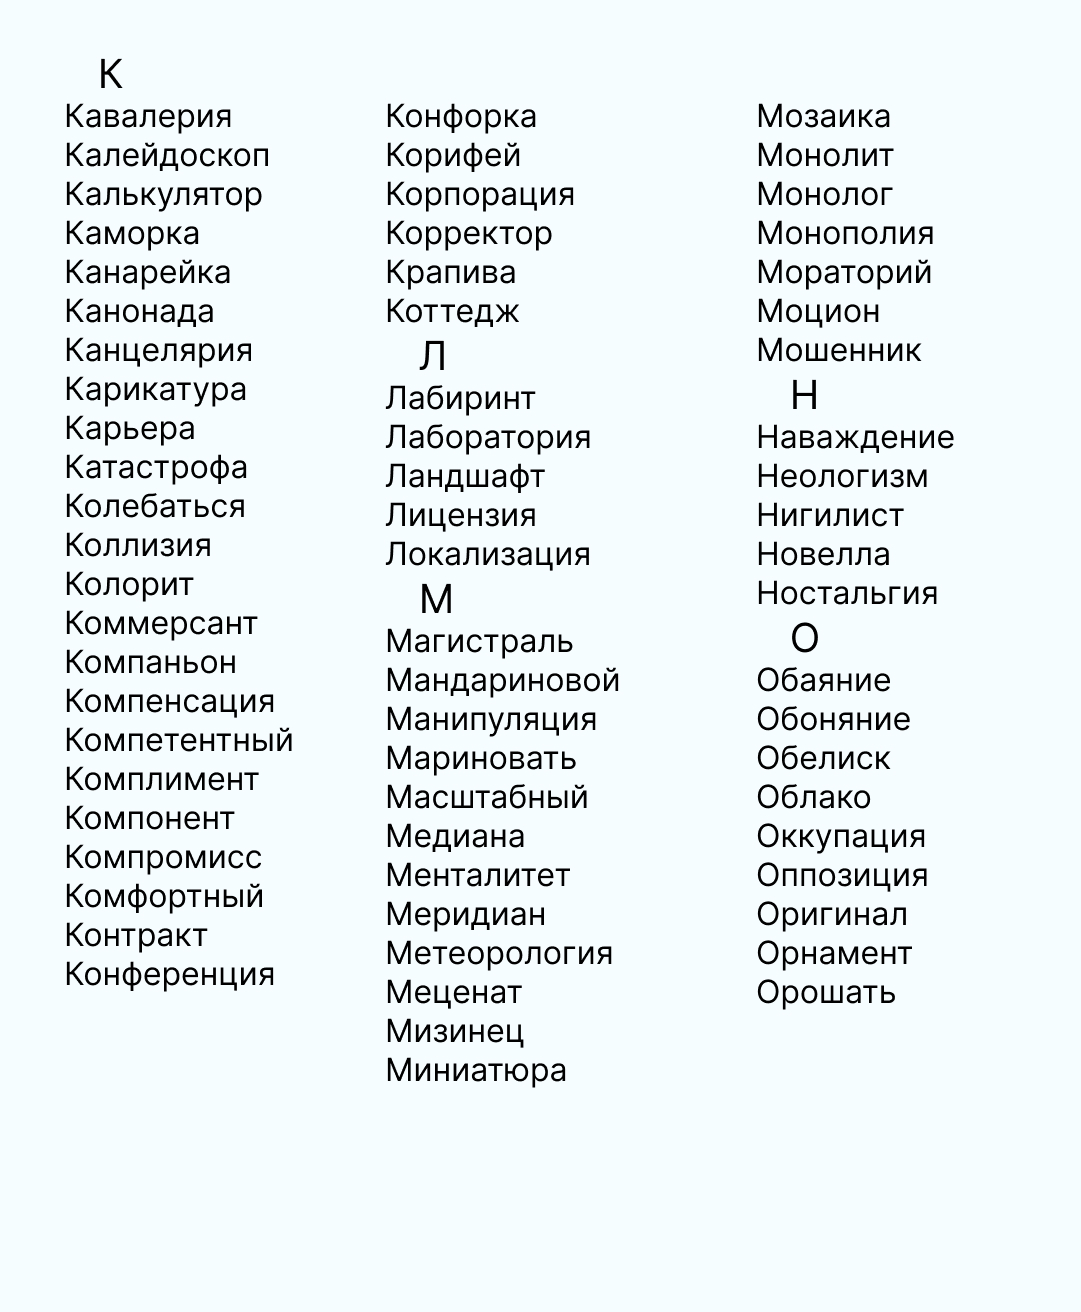 К
Кавалерия
Калейдоскоп
Калькулятор
Каморка
Канарейка
Канонада
Канцелярия
Карикатура
Карьера
Катастрофа
Колебаться
Коллизия
Колорит
Коммерсант
Компаньон
Компенсация
Компетентный
Комплимент
Компонент
Компромисс
Комфортный
Контракт
Конференция
Конфорка
Корифей
Корпорация
Корректор
Крапива
Коттедж
Л
Лабиринт
Лаборатория
Ландшафт
Лицензия
Локализация
М
Магистраль
Мандариновой
Манипуляция
Мариновать
Масштабный
Медиана
Менталитет
Меридиан
Метеорология
Меценат
Мизинец
Миниатюра
Мозаика
Монолит
Монолог
Монополия
Мораторий
Моцион
Мошенник
Н
Наваждение
Неологизм
Нигилист
Новелла
Ностальгия
О
Обаяние
Обоняние
Обелиск
Облако
Оккупация
Оппозиция
Оригинал
Орнамент
Орошать